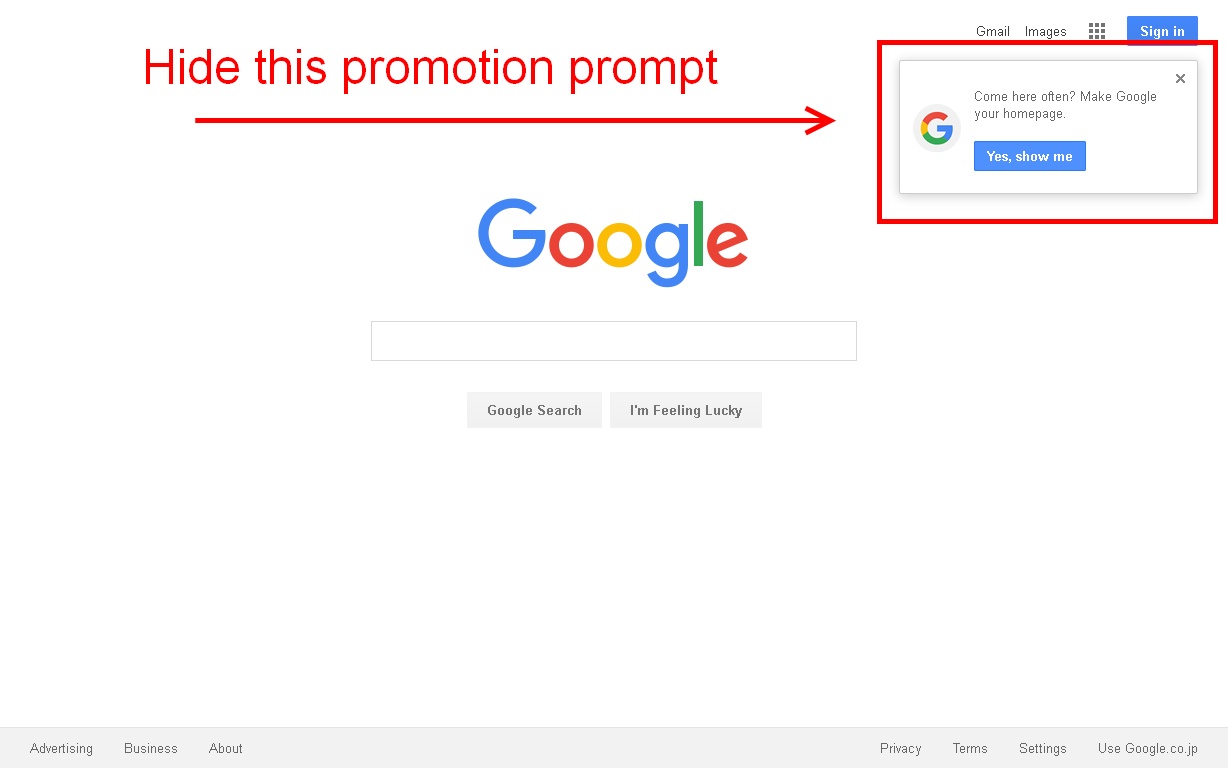 Gmail Images Sign in
Hide this promotion prompt
Come here often? Make Google
your homepage.
Yes, show me
Google
Google Search I'm Feeling Lucky
Advertising Business About Privacy Terms Settings Use Google.co.jp